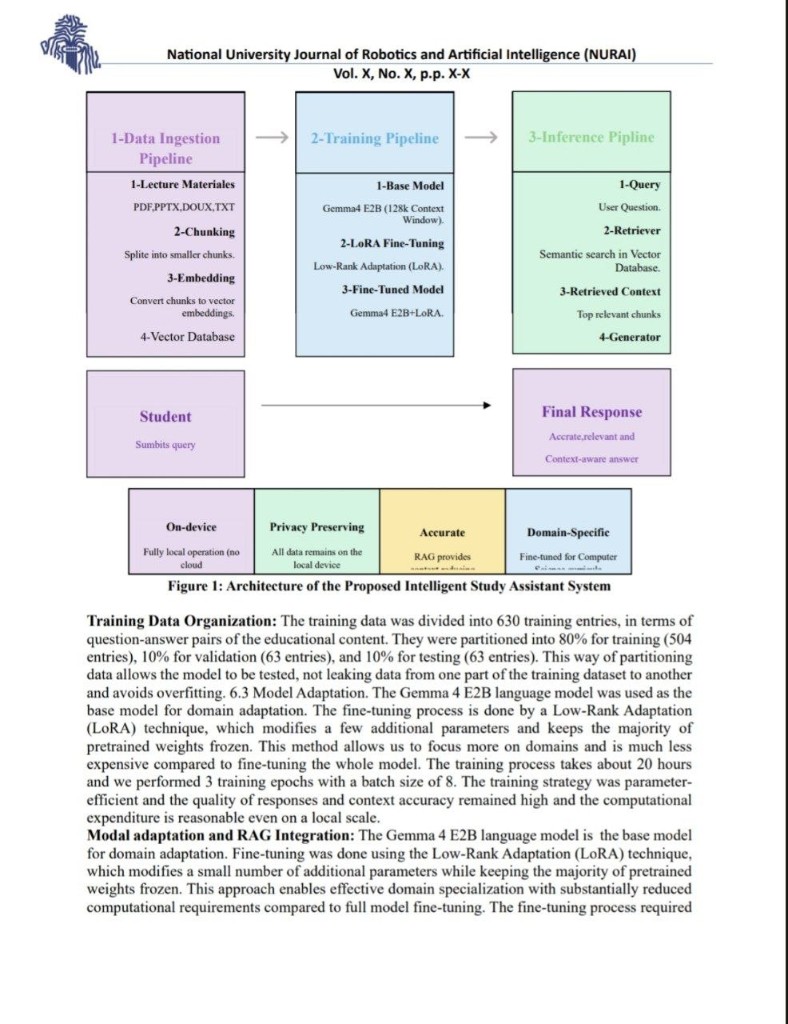 National University Journal of Robotics and Artificial Intelligence (NURAI)
Vol. X, No. X, p.p. X-X
1-Data Ingestion
Pipeline
1-Lecture Materiales
PDF,PPTX,DOUX,TXT
2-Chunking
Splite into smaller chunks.
3-Embedding
Convert chunks to vector
embeddings.
4-Vector Database
2-Training Pipeline
1-Base Model
Gemma4 E2B (128k Context
Window).
2-LoRA Fine-Tuning
Low-Rank Adaptation (LoRA).
3-Fine-Tuned Model
Gemma4 E2B+LoRA.
3-Inference Pipline
1-Query
User Question.
2-Retriever
Semantic search in Vector
Database.
3-Retrieved Context
Top relevant chunks
4-Generator
Student
Sumbits query
Final Response
Accrate,relevant and
Context-aware answer
On-device
Fully local operation (no
cloud
Privacy Preserving
All data remains on the
local device
Accurate
RAG provides
Domain-Specific
Fine-tuned for Computer
Figure 1: Architecture of the Proposed Intelligent Study Assistant System
Training Data Organization: The training data was divided into 630 training entries, in terms of
question-answer pairs of the educational content. They were partitioned into 80% for training (504
entries), 10% for validation (63 entries), and 10% for testing (63 entries). This way of partitioning
data allows the model to be tested, not leaking data from one part of the training dataset to another
and avoids overfitting. 6.3 Model Adaptation. The Gemma 4 E2B language model was used as the
base model for domain adaptation. The fine-tuning process is done by a Low-Rank Adaptation
(LoRA) technique, which modifies a few additional parameters and keeps the majority of
pretrained weights frozen. This method allows us to focus more on domains and is much less
expensive compared to fine-tuning the whole model. The training process takes about 20 hours
and we performed 3 training epochs with a batch size of 8. The training strategy was parameter-
efficient and the quality of responses and context accuracy remained high and the computational
expenditure is reasonable even on a local scale.
Modal adaptation and RAG Integration: The Gemma 4 E2B language model is the base model
for domain adaptation. Fine-tuning was done using the Low-Rank Adaptation (LoRA) technique,
which modifies a small number of additional parameters while keeping the majority of pretrained
weights frozen. This approach enables effective domain specialization with substantially reduced
computational requirements compared to full model fine-tuning. The fine-tuning process required